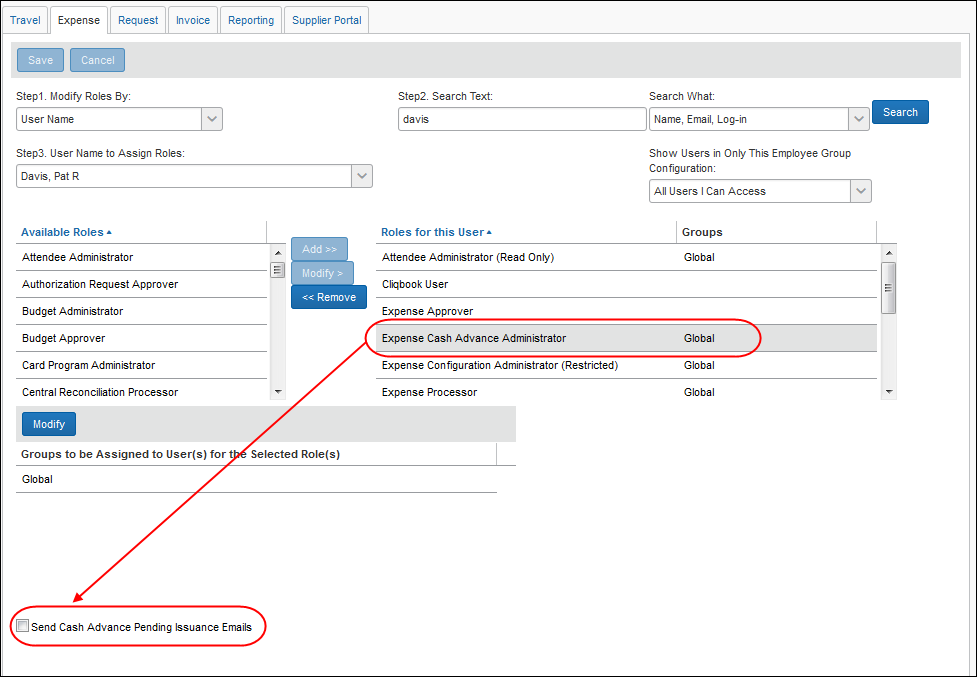 Travel Expense Request Invoice Reporting Supplier Portal
Save Cancel
Step1. Modify Roles By: Step2. Search Text: Search What:
User Name davis Name, Email, Log-in Search
Step3. User Name to Assign Roles: Show Users in Only This Employee Group
Configuration:
Davis, Pat R
All Users I Can Access
Available Roles Roles for this User Groups
Add >>
Attendee Administrator Attendee Administrator (Read Only) Global
Modify >
Authorization Request Approver Cliqbook User
<< Remove
Budget Administrator Expense Approver
Budget Approver Expense Cash Advance Administrator Global
Card Program Administrator Expense Configuration Administrator (Restricted) Global
Central Reconciliation Processor Expense Processor Global
Modify
Groups to be Assigned to User(s) for the Selected Role(s)
Global
Send Cash Advance Pending Issuance Emails